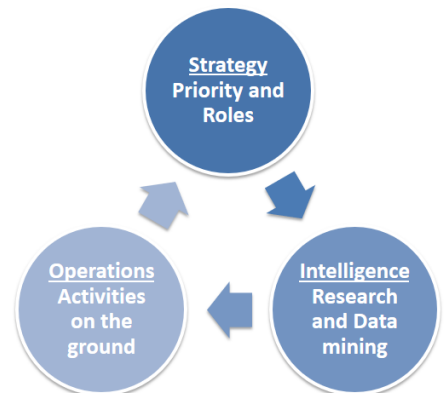 Strategy
Priority and
Roles
Operations
Activities
on the
ground
Intelligence
Research
and Data
mining